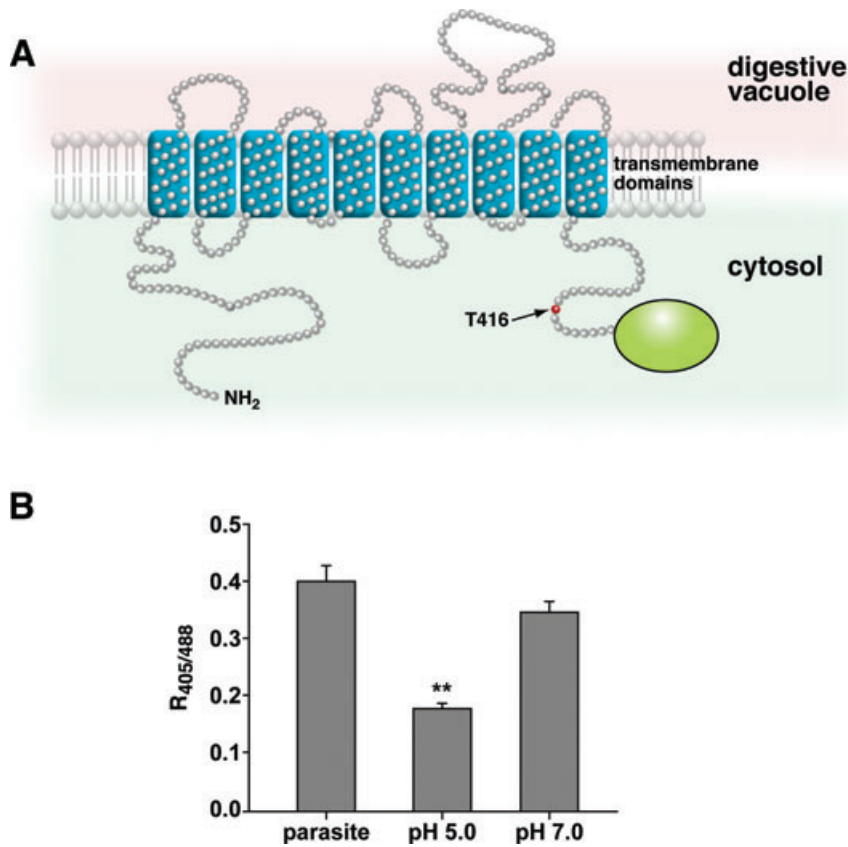 A
digestive
vacuole
transmembrane
domains
cytosol
T416
NH2
B
R405/488
0.5
0.4
0.3
0.2
0.1
0.0
**
parasite pH 5.0 pH 7.0